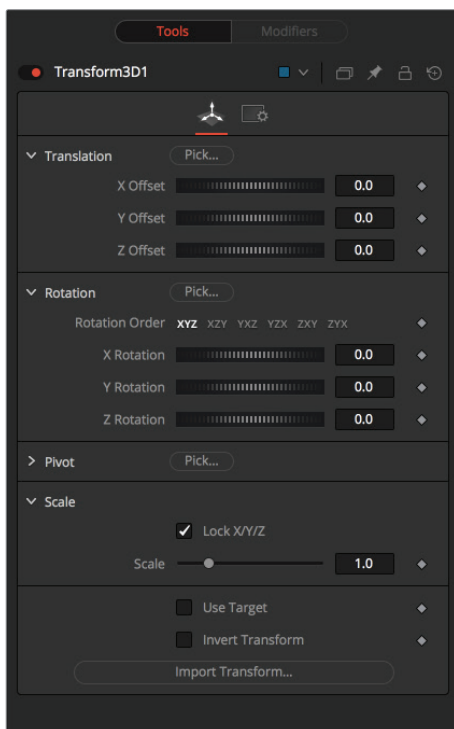 Tools Modifiers
Transform3D1
Translation Pick...
X Offset 0.0
Y Offset 0.0
Z Offset 0.0
Rotation Pick...
Rotation Order XYZ XZY YXZ YZX ZXY ZYX
X Rotation 0.0
Y Rotation 0.0
Z Rotation 0.0
Pivot Pick...
Scale
Lock X/Y/Z
Scale 1.0
Use Target
Invert Transform
Import Transform...